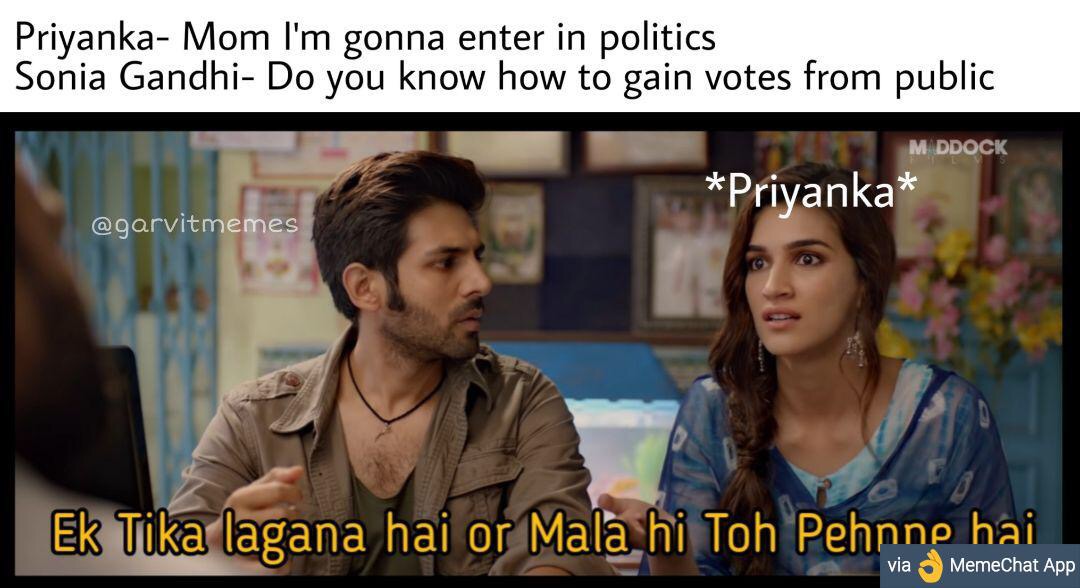 Priyanka- Mom I'm gonna enter in politics
Sonia Gandhi- Do you know how to gain votes from public
MADDOCK
FILMS
*Priyanka*
@garvitmemes
Ek Tika lagana hai or Mala hi Toh Pehnne hai
via 👌 MemeChat App